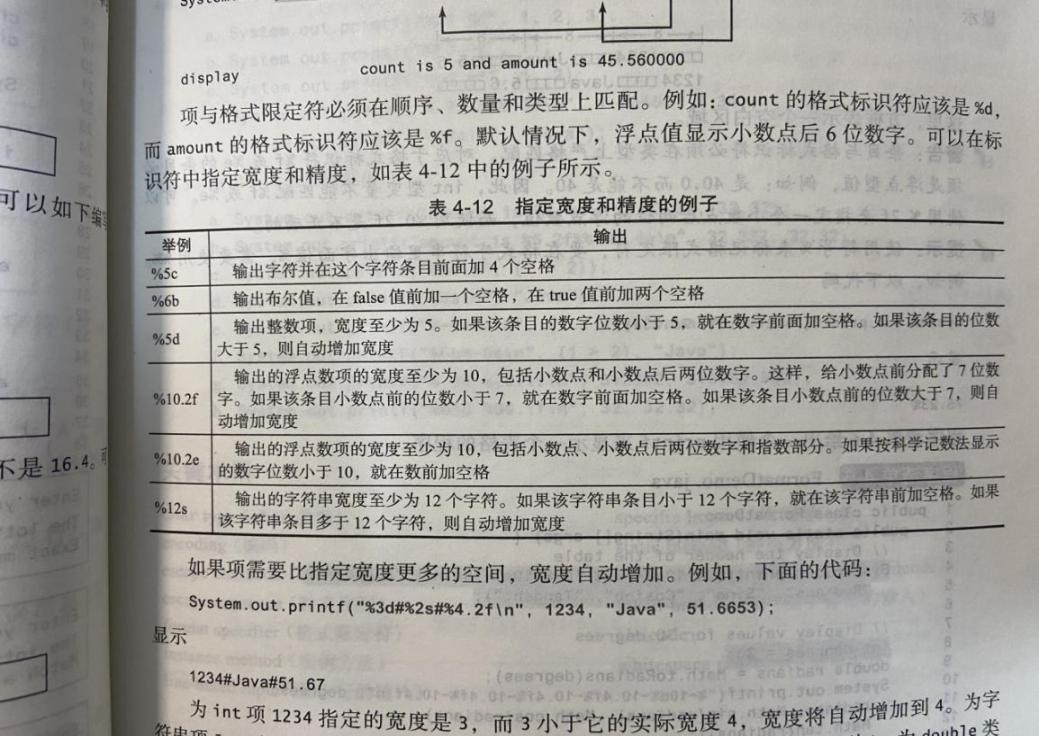 display
count is 5 and amount is 45.560000
项与格式限定符必须在顺序、数量和类型上匹配。例如：count 的格式标识符应该是 %d，
而 amount 的格式标识符应该是 %f。默认情况下，浮点值显示小数点后 6 位数字。可以在标
识符中指定宽度和精度，如表 4-12 中的例子所示。
表 4-12 指定宽度和精度的例子
举例 输出
%5c 输出字符并在这个字符条目前面加 4 个空格
%6b 输出布尔值，在 false 值前加一个空格，在 true 值前加两个空格
%5d 输出整数项，宽度至少为 5。如果该条目的数字位数小于 5，就在数字前面加空格。如果该条目的位数
大于 5，则自动增加宽度
%10.2f 输出的浮点数项的宽度至少为 10，包括小数点和小数点后两位数字。这样，给小数点前分配了 7 位数
字。如果该条目小数点前的位数小于 7，就在数字前面加空格。如果该条目小数点前的位数大于 7，则自
动增加宽度
%10.2e 输出的浮点数项的宽度至少为 10，包括小数点、小数点后两位数字和指数部分。如果按科学记数法显示
的数字位数小于 10，就在数前加空格
%12s 输出的字符串宽度至少为 12 个字符。如果该字符串条目小于 12 个字符，就在该字符串前加空格。如果
该字符串条目多于 12 个字符，则自动增加宽度
如果项需要比指定宽度更多的空间，宽度自动增加。例如，下面的代码：
System.out.printf("%3d#%2s#%4.2f\n", 1234, "Java", 51.6653);
显示
1234#Java#51.67
为 int 项 1234 指定的宽度是 3，而 3 小于它的实际宽度 4，宽度将自动增加到 4。为字
可以如下编写
不是 16.4。